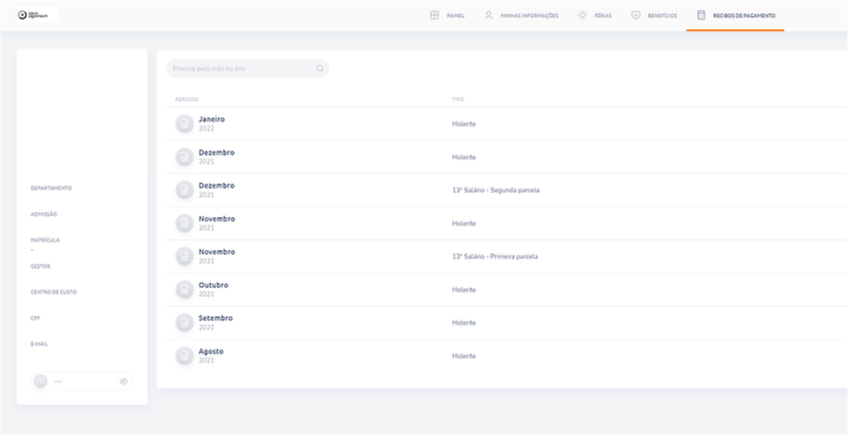 PAINEL
MINHAS INFORMAÇÕES
FÉRIAS
BENEFÍCIOS
RECIBOS DE PAGAMENTO
Procure pelo mês ou ano
PERÍODO
TIPO
Janeiro
2022
Holerite
Dezembro
2021
Holerite
Dezembro
2021
13º Salário - Segunda parcela
Novembro
2021
Holerite
Novembro
2021
13º Salário - Primeira parcela
Outubro
2021
Holerite
Setembro
2021
Holerite
Agosto
2021
Holerite
DEPARTAMENTO
ADMISSÃO
MATRÍCULA
-
GESTOR
CENTRO DE CUSTO
CPF
E-MAIL
---